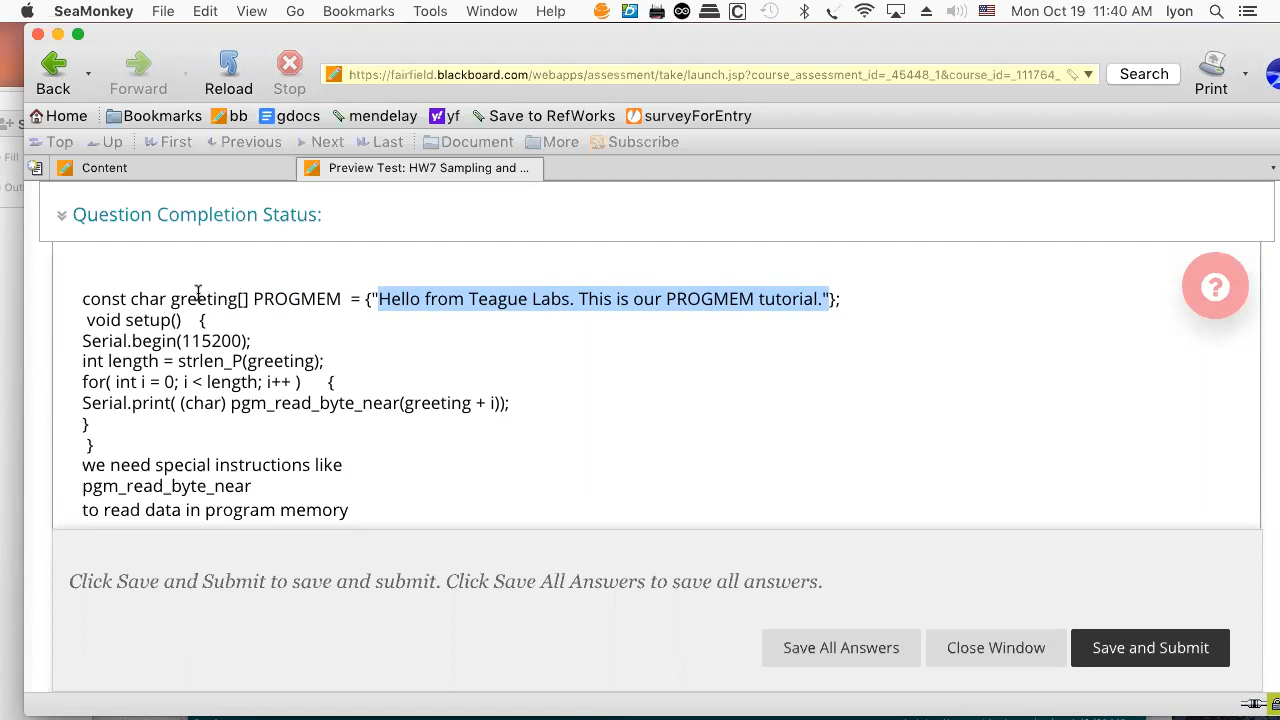 SeaMonkey File Edit View Go Bookmarks Tools Window Help Mon Oct 19 11:40 AM lyon
Back Forward Reload Stop https://fairfield.blackboard.com/webapps/assessment/take/launch.jsp?course_assessment_id=_45448_1&course_id=_111764_ Search Print
Home Bookmarks bb gdocs mendelay yf Save to RefWorks surveyForEntry
Top Up First Previous Next Last Document More Subscribe
Content Preview Test: HW7 Sampling and ...
Question Completion Status:
const char greeting[] PROGMEM = {"Hello from Teague Labs. This is our PROGMEM tutorial."};
void setup() {
Serial.begin(115200);
int length = strlen_P(greeting);
for( int i = 0; i < length; i++ ) {
Serial.print( (char) pgm_read_byte_near(greeting + i));
}
}
we need special instructions like
pgm_read_byte_near
to read data in program memory
Click Save and Submit to save and submit. Click Save All Answers to save all answers.
Save All Answers Close Window Save and Submit